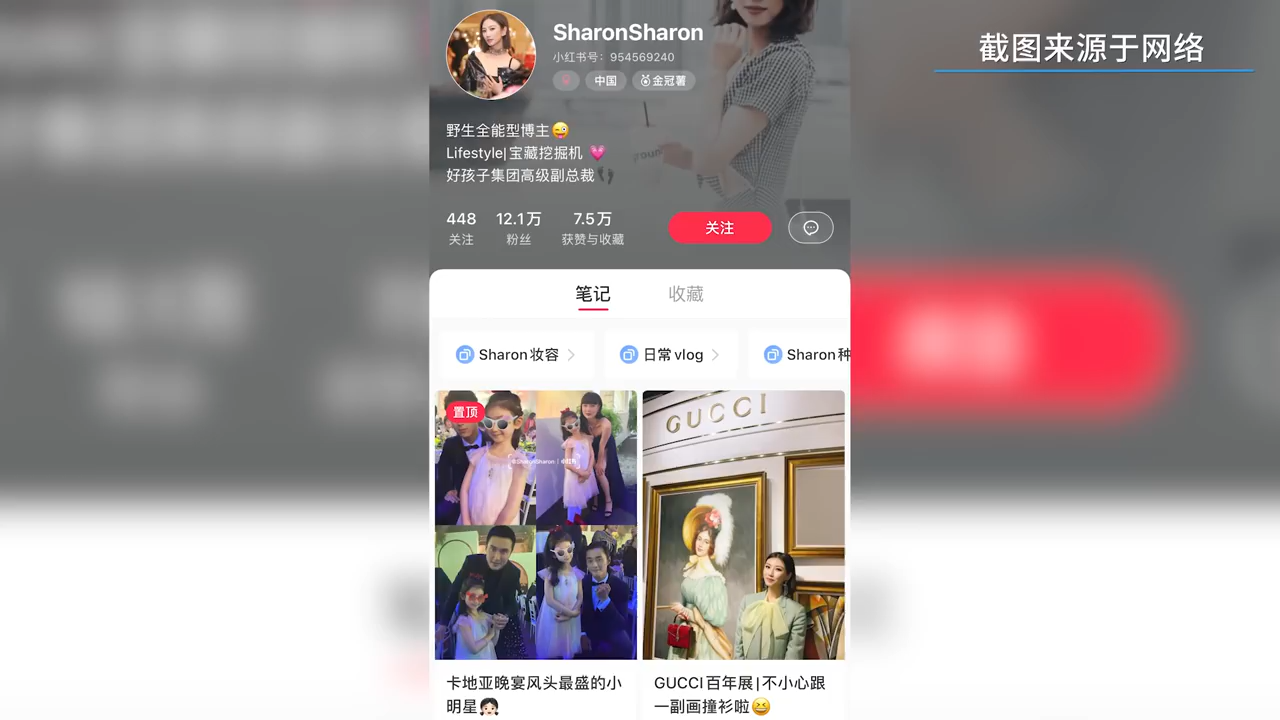 SharonSharon
截图来源于网络
小红书号：954569240
中国
金冠薯
野生全能型博主😜
Lifestyle|宝藏挖掘机 💗
好孩子集团高级副总裁👣
448
12.1万
7.5万
关注
粉丝
获赞与收藏
关注
笔记
收藏
Sharon妆容
日常vlog
Sharon种
置顶
GUCCI
卡地亚晚宴风头最盛的小
明星👧🏻
GUCCI百年展|不小心跟
一副画撞衫啦😆